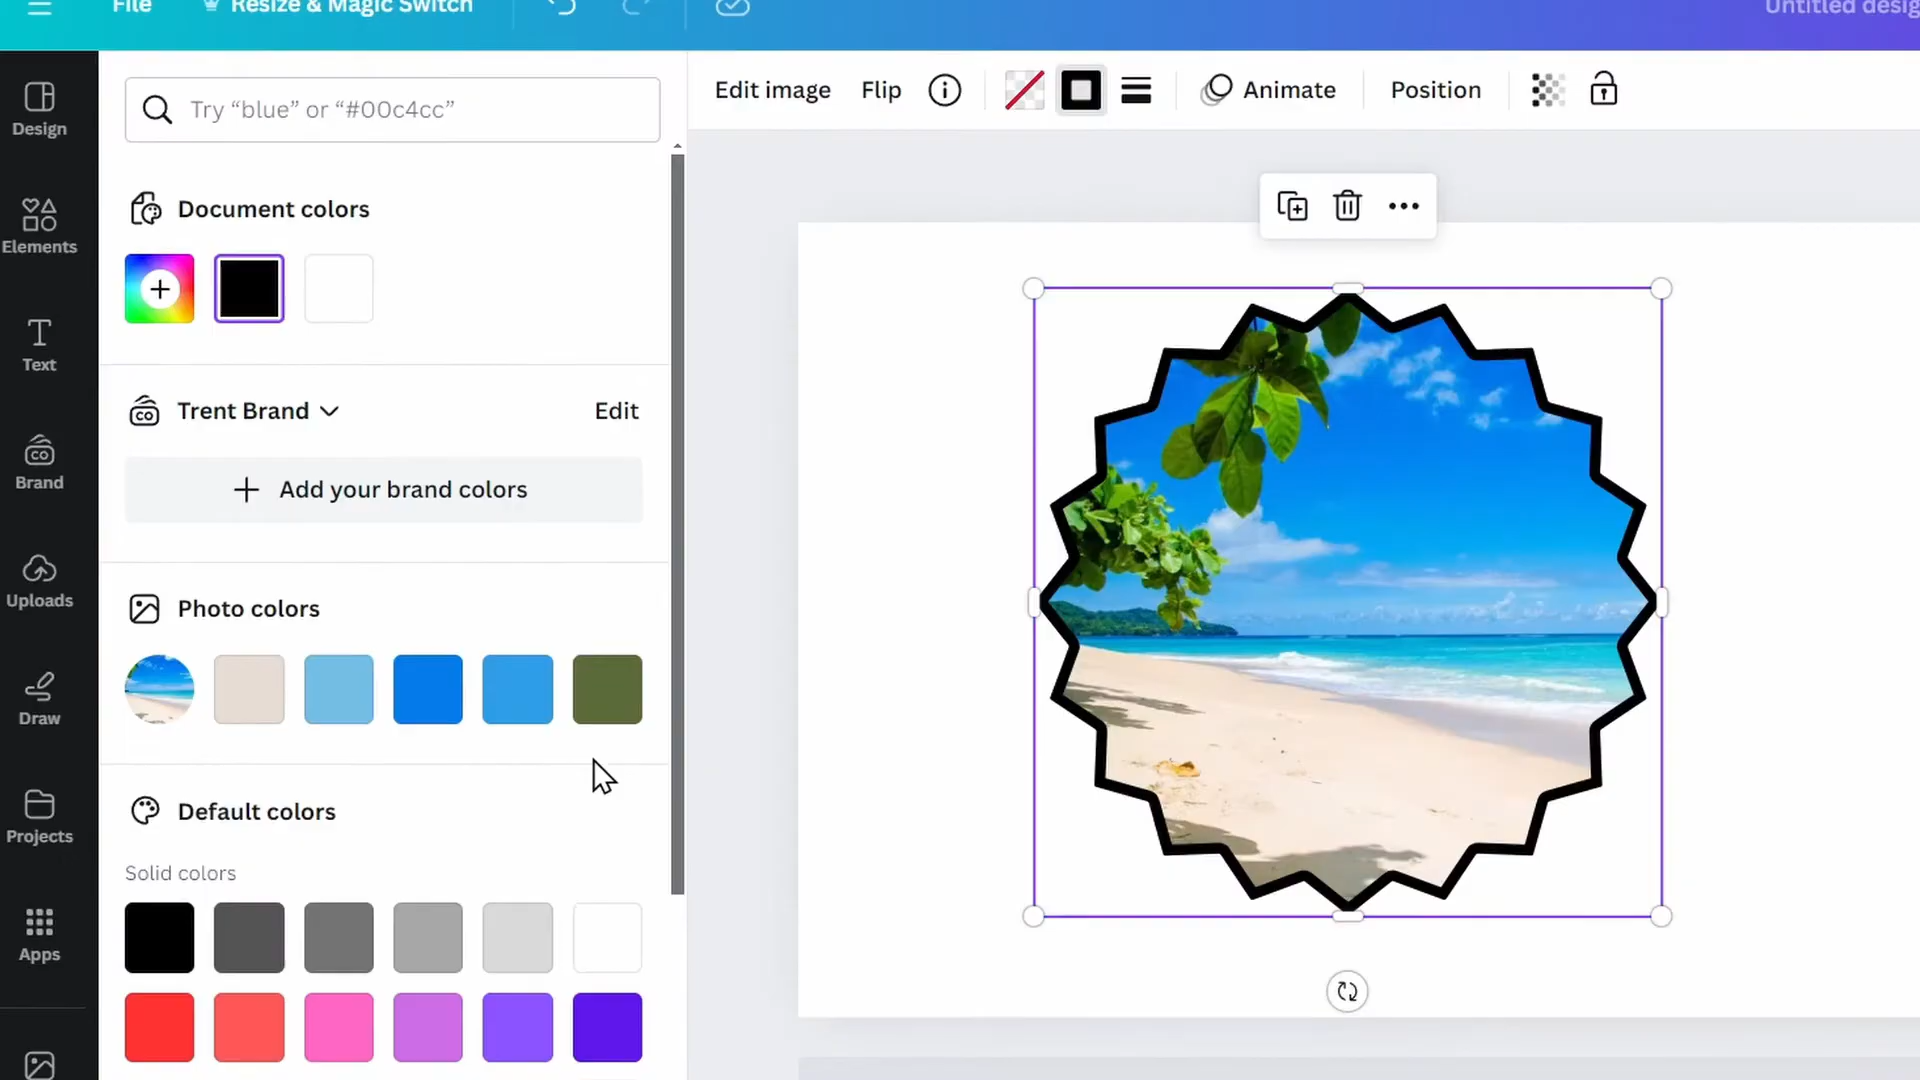 File
Resize & Magic Switch
Untitled desig
Design
Elements
Text
Brand
Uploads
Draw
Projects
Apps
Try “blue” or “#00c4cc”
Document colors
Trent Brand
Edit
Add your brand colors
Photo colors
Default colors
Solid colors
Edit image
Flip
Animate
Position